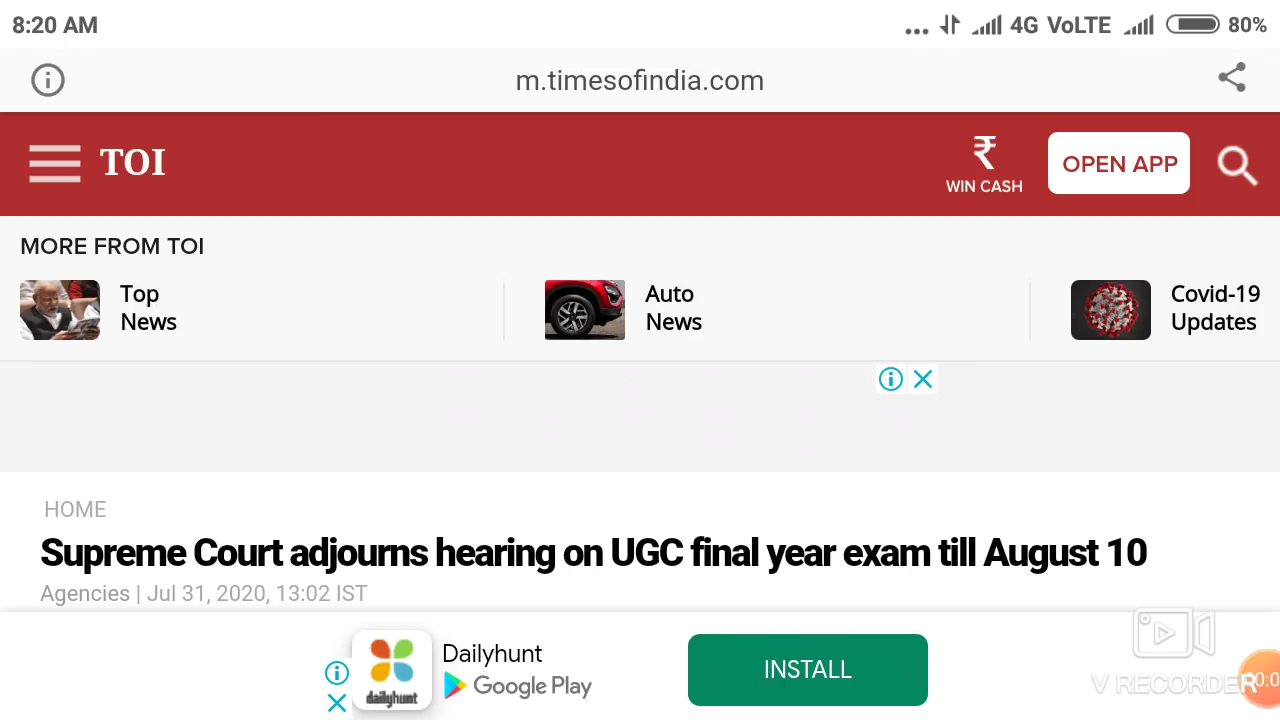 8:20 AM
... 4G VoLTE 80%
m.timesofindia.com
TOI
₹
WIN CASH
OPEN APP
MORE FROM TOI
Top
News
Auto
News
Covid-19
Updates
HOME
Supreme Court adjourns hearing on UGC final year exam till August 10
Agencies | Jul 31, 2020, 13:02 IST
dailyhunt
Dailyhunt
Google Play
INSTALL
V RECORDER